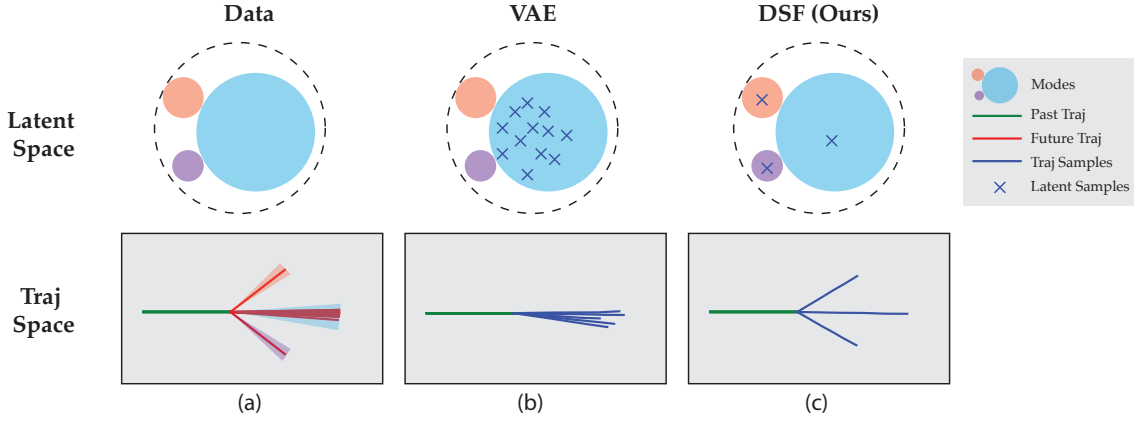 Data
VAE
DSF (Ours)
Latent
Space
Modes
Past Traj
Future Traj
Traj Samples
Latent Samples
Traj
Space
(a)
(b)
(c)